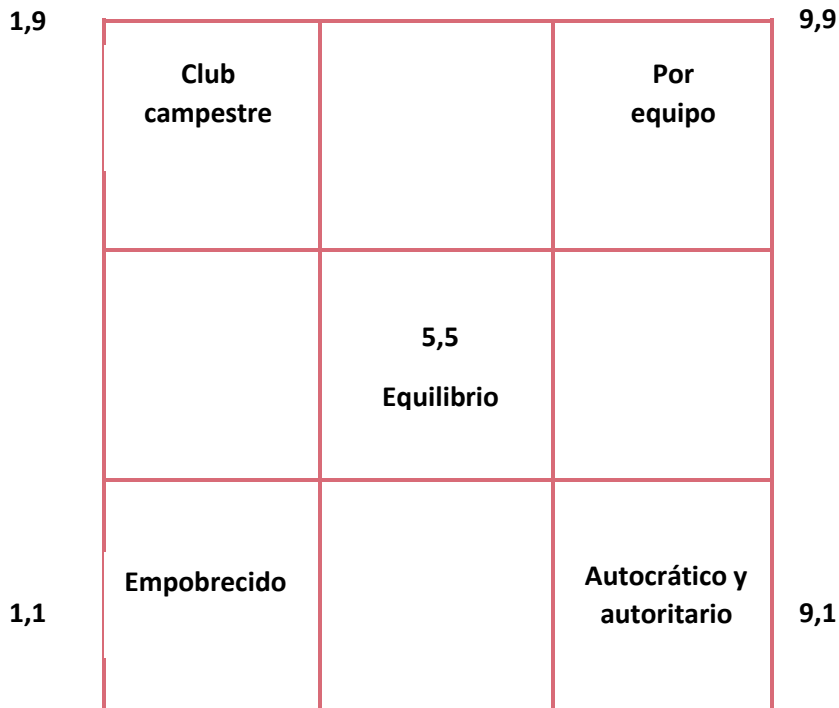 1,9
9,9
Club
campestre
Por
equipo
5,5
Equilibrio
Empobrecido
Autocrático y
autoritario
1,1
9,1